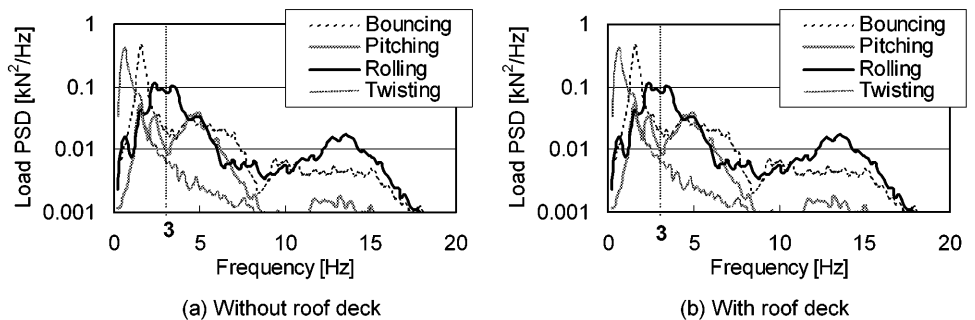 Load PSD [kN²/Hz]
1
0.1
0.01
0.001
Bouncing
Pitching
Rolling
Twisting
0
3
5
10
15
20
Frequency [Hz]
(a) Without roof deck
Load PSD [kN²/Hz]
1
0.1
0.01
0.001
Bouncing
Pitching
Rolling
Twisting
0
3
5
10
15
20
Frequency [Hz]
(b) With roof deck